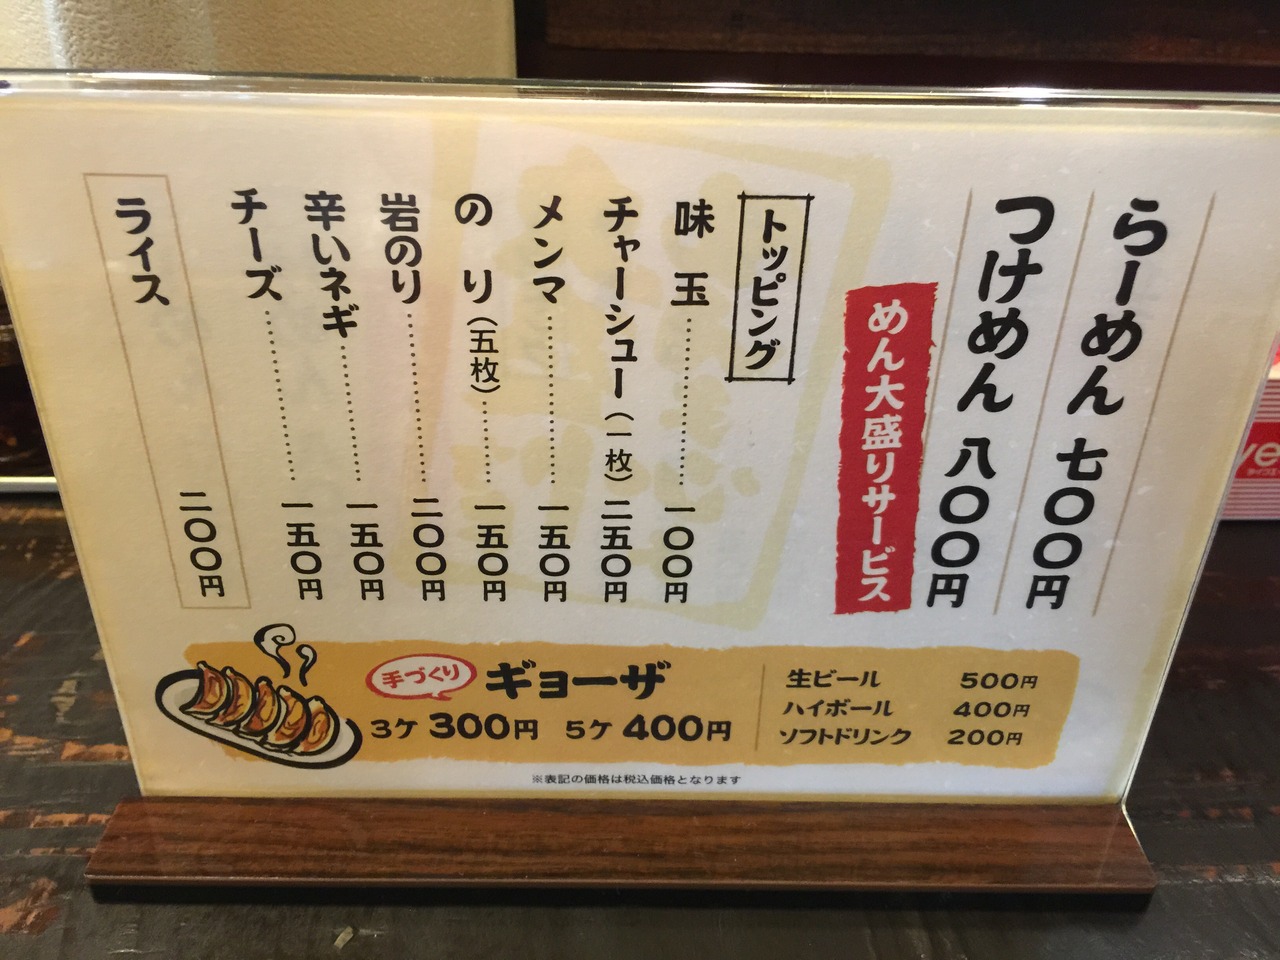 らーめん 七〇〇円
つけめん 八〇〇円
めん大盛りサービス
トッピング
味玉…………一〇〇円
チャーシュー(一枚)二五〇円
メンマ…………一五〇円
のり(五枚)……一五〇円
岩のり…………二〇〇円
辛いネギ…………一五〇円
チーズ…………一五〇円
ライス 二〇〇円
手づくり ギョーザ
3ケ 300円 5ケ 400円
生ビール 500円
ハイボール 400円
ソフトドリンク 200円
※表記の価格は税込価格となります